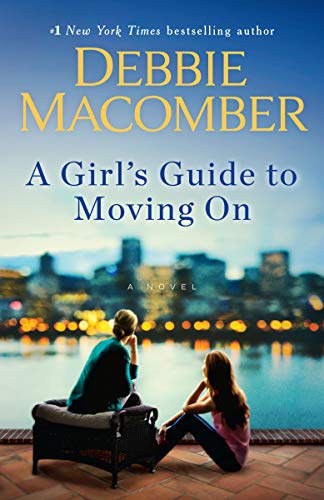 #1 New York Times bestselling author
DEBBIE
MACOMBER
A Girl's Guide to
Moving On
A NOVEL